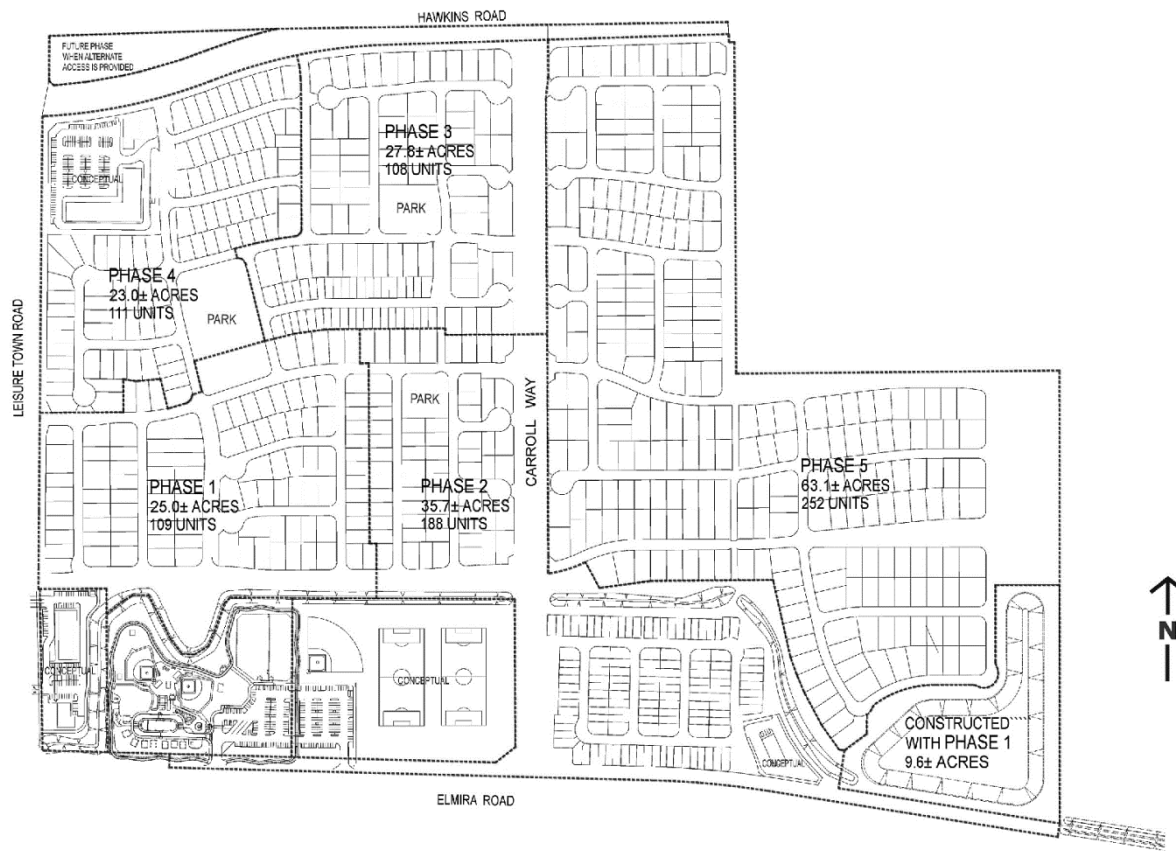 HAWKINS ROAD
FUTURE PHASE
WHEN ALTERNATE
ACCESS IS PROVIDED
PHASE 3
27.8± ACRES
108 UNITS
CONCEPTUAL
PARK
PHASE 4
23.0± ACRES
111 UNITS
PARK
LEISURE TOWN ROAD
PARK
CARROLL WAY
PHASE 1
25.0± ACRES
109 UNITS
PHASE 2
35.7± ACRES
188 UNITS
PHASE 5
63.1± ACRES
252 UNITS
N
CONCEPTUAL
CONCEPTUAL
CONCEPTUAL
CONSTRUCTED
WITH PHASE 1
9.6± ACRES
ELMIRA ROAD